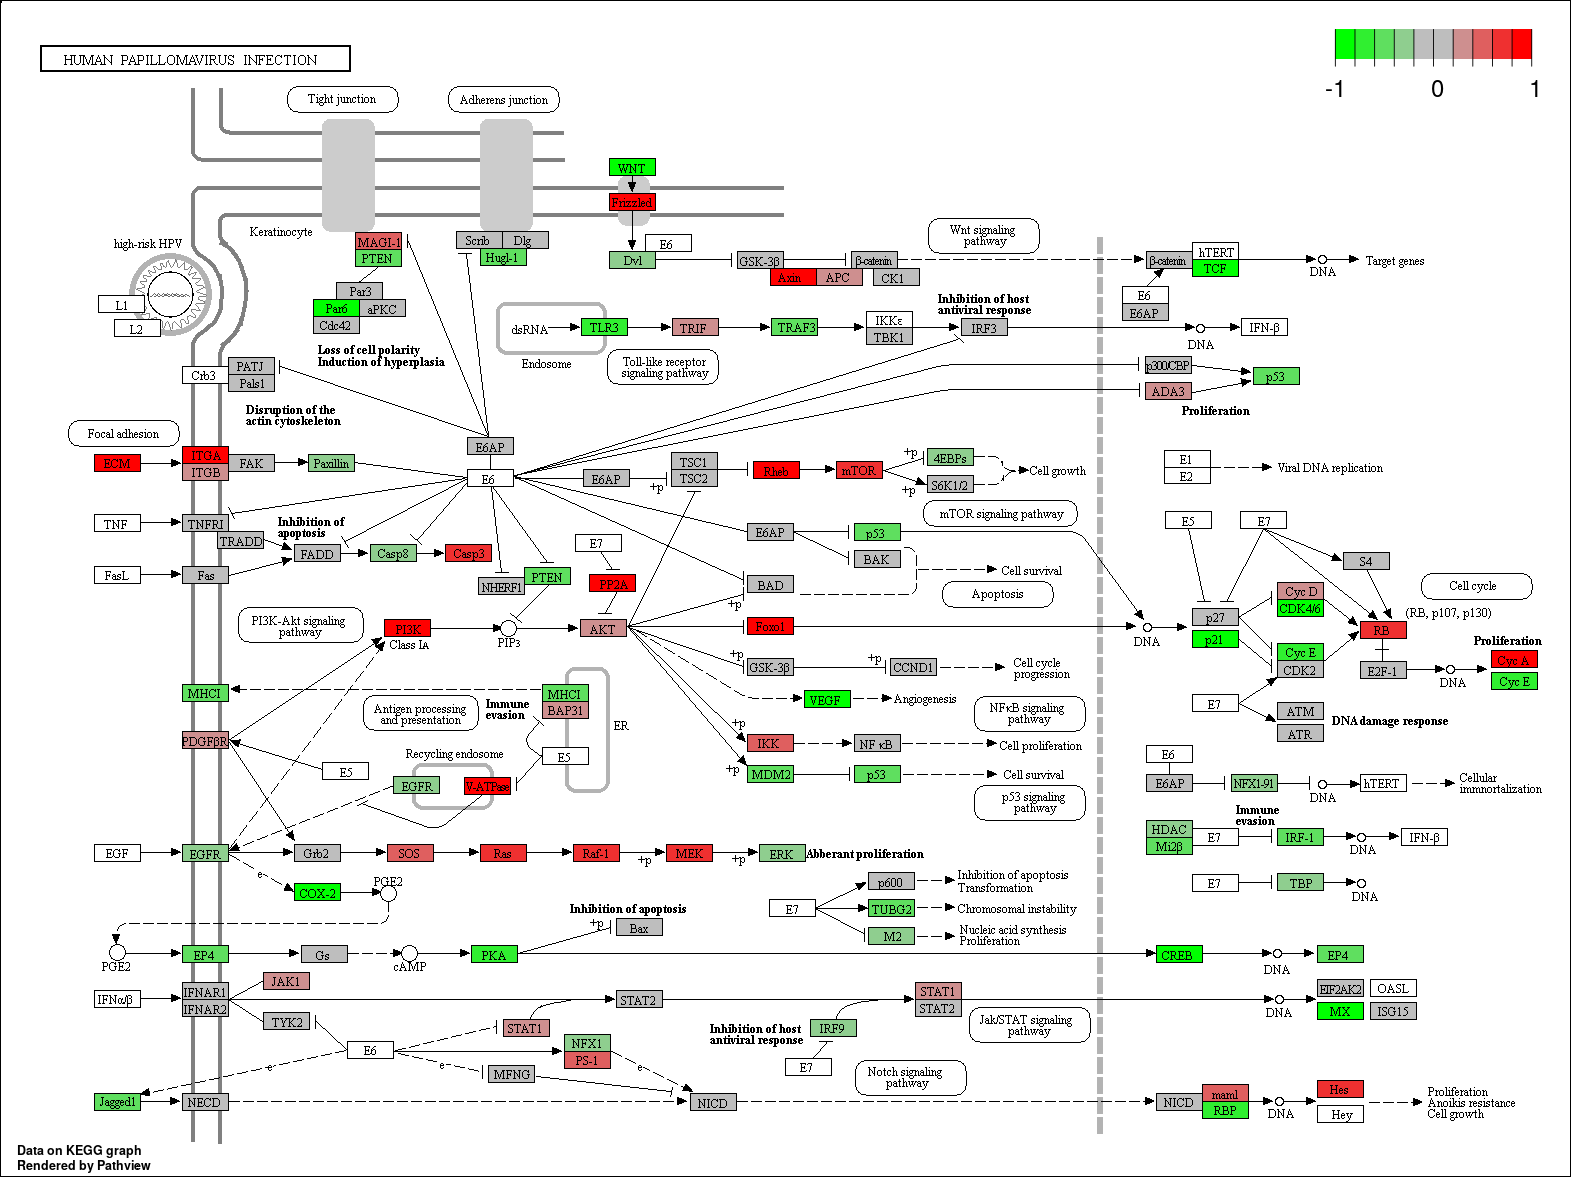 HUMAN PAPILLOMAVIRUS INFECTION
-1 0 1
Tight junction
Adherens junction
WNT
Frizzled
Keratinocyte
high-risk HPV
L1
L2
MAGI-1
PTEN
Par3
Par6 aPKC
Cdc42
Scrib Dlg
Hugl-1
Loss of cell polarity
Induction of hyperplasia
E6
Dvl
GSK-3β
Axin APC
β-catenin
CK1
Wnt signaling
pathway
β-catenin
hTERT
TCF
E6
E6AP
DNA
Target genes
dsRNA
Endosome
TLR3
TRIF
TRAF3
IKKε
TBK1
IRF3
Inhibition of host
antiviral response
Toll-like receptor
signaling pathway
DNA
IFN-β
Crb3
PATJ
Pals1
p300/CBP
ADA3
p53
Proliferation
Disruption of the
actin cytoskeleton
Focal adhesion
ECM
ITGA
ITGB
FAK
Paxillin
E6AP
E6
E6AP
+p
TSC1
TSC2
Rheb
mTOR
+p
+p
4EBPs
S6K1/2
Cell growth
mTOR signaling pathway
E1
E2
Viral DNA replication
TNF
TNFRI
TRADD
Inhibition of
apoptosis
FADD
Casp8
Casp3
FasL
Fas
NHERF1
PTEN
E7
PP2A
E6AP
p53
BAK
BAD
+p
Cell survival
Apoptosis
E5
E7
S4
Cell cycle
(RB, p107, p130)
p27
p21
Cyc D
CDK4/6
Cyc E
CDK2
RB
E2F-1
DNA
Proliferation
Cyc A
Cyc E
PI3K-Akt signaling
pathway
PI3K
Class IA
PIP3
AKT
Foxo1
DNA
+p
GSK-3β
+p
CCND1
Cell cycle
progression
VEGF
Angiogenesis
NFκB signaling
pathway
+p
IKK
NFκB
Cell proliferation
+p
MDM2
p53
Cell survival
p53 signaling
pathway
E7
ATM
ATR
DNA damage response
MHCI
MHCI
BAP31
Immune
evasion
Antigen processing
and presentation
ER
E5
PDGFβR
E5
Recycling endosome
EGFR
V-ATPase
E6
E6AP
NFX1-91
DNA
hTERT
Cellular
immnortalization
Immune
evasion
HDAC
Mi2β
E7
IRF-1
DNA
IFN-β
E7
TBP
DNA
EGF
EGFR
Grb2
SOS
Ras
Raf-1
+p
MEK
+p
ERK
Abberant proliferation
e
COX-2
PGE2
E7
p600
Inhibition of apoptosis
Transformation
TUBG2
Chromosomal instability
M2
Nucleic acid synthesis
Proliferation
Inhibition of apoptosis
+p
Bax
PGE2
EP4
Gs
cAMP
PKA
CREB
DNA
EP4
IFNα/β
IFNAR1
IFNAR2
JAK1
TYK2
STAT2
STAT1
STAT1
STAT2
IRF9
E7
Inhibition of host
antiviral response
Jak/STAT signaling
pathway
DNA
EIF2AK2 OASL
MX ISG15
E6
NFX1
PS-1
MFNG
e
e
e
Notch signaling
pathway
Jagged1
NECD
NICD
NICD
maml
RBP
DNA
Hes
Hey
Proliferation
Anoikis resistance
Cell growth
Data on KEGG graph
Rendered by Pathview